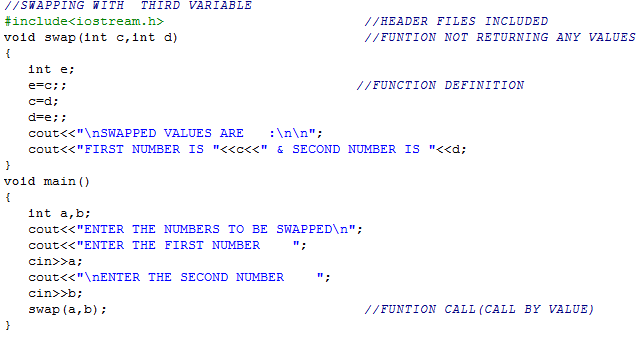 //SWAPPING WITH  THIRD VARIABLE
#include<iostream.h>                         //HEADER FILES INCLUDED
void swap(int c,int d)                       //FUNTION NOT RETURNING ANY VALUES
{
   int e;
   e=c;;                                    //FUNCTION DEFINITION
   c=d;
   d=e;;
   cout<<"\nSWAPPED VALUES ARE   :\n\n";
   cout<<"FIRST NUMBER IS "<<c<<" & SECOND NUMBER IS "<<d;
}
void main()
{
   int a,b;
   cout<<"ENTER THE NUMBERS TO BE SWAPPED\n";
   cout<<"ENTER THE FIRST NUMBER    ";
   cin>>a;
   cout<<"\nENTER THE SECOND NUMBER    ";
   cin>>b;
   swap(a,b);                                //FUNTION CALL(CALL BY VALUE)
}